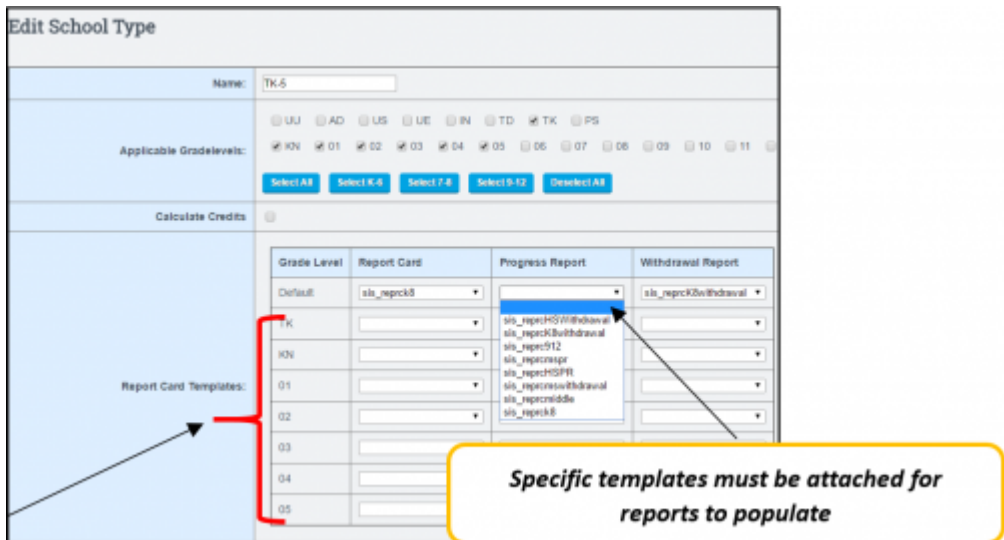 Edit School Type
Name: TK-5
UU AD US UE IN TD TK PS
Applicable Gradelevels:
KN 01 02 03 04 05 06 07 08 09 10 11
Select All Select K-6 Select 7-8 Select 9-12 Deselect All
Calculate Credits
Grade Level Report Card Progress Report Withdrawal Report
Default sis_reprck8 sis_reprcK8withdrawal
TK
sis_reprcHSWithdrawal
sis_reprcK8withdrawal
KN
sis_reprc912
sis_reprcmspr
sis_reprcHSPR
Report Card Templates:
01
sis_reprcmswithdrawal
sis_reprcmiddle
sis_reprck8
02
03
04
05
Specific templates must be attached for
reports to populate